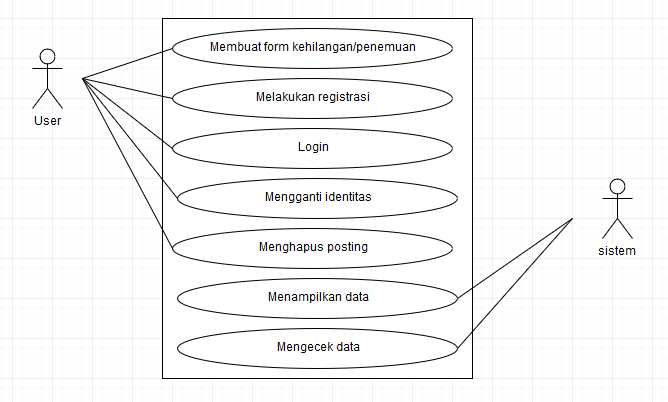 Membuat form kehilangan/penemuan
User
Melakukan registrasi
Login
Mengganti identitas
Menghapus posting
sistem
Menampilkan data
Mengecek data